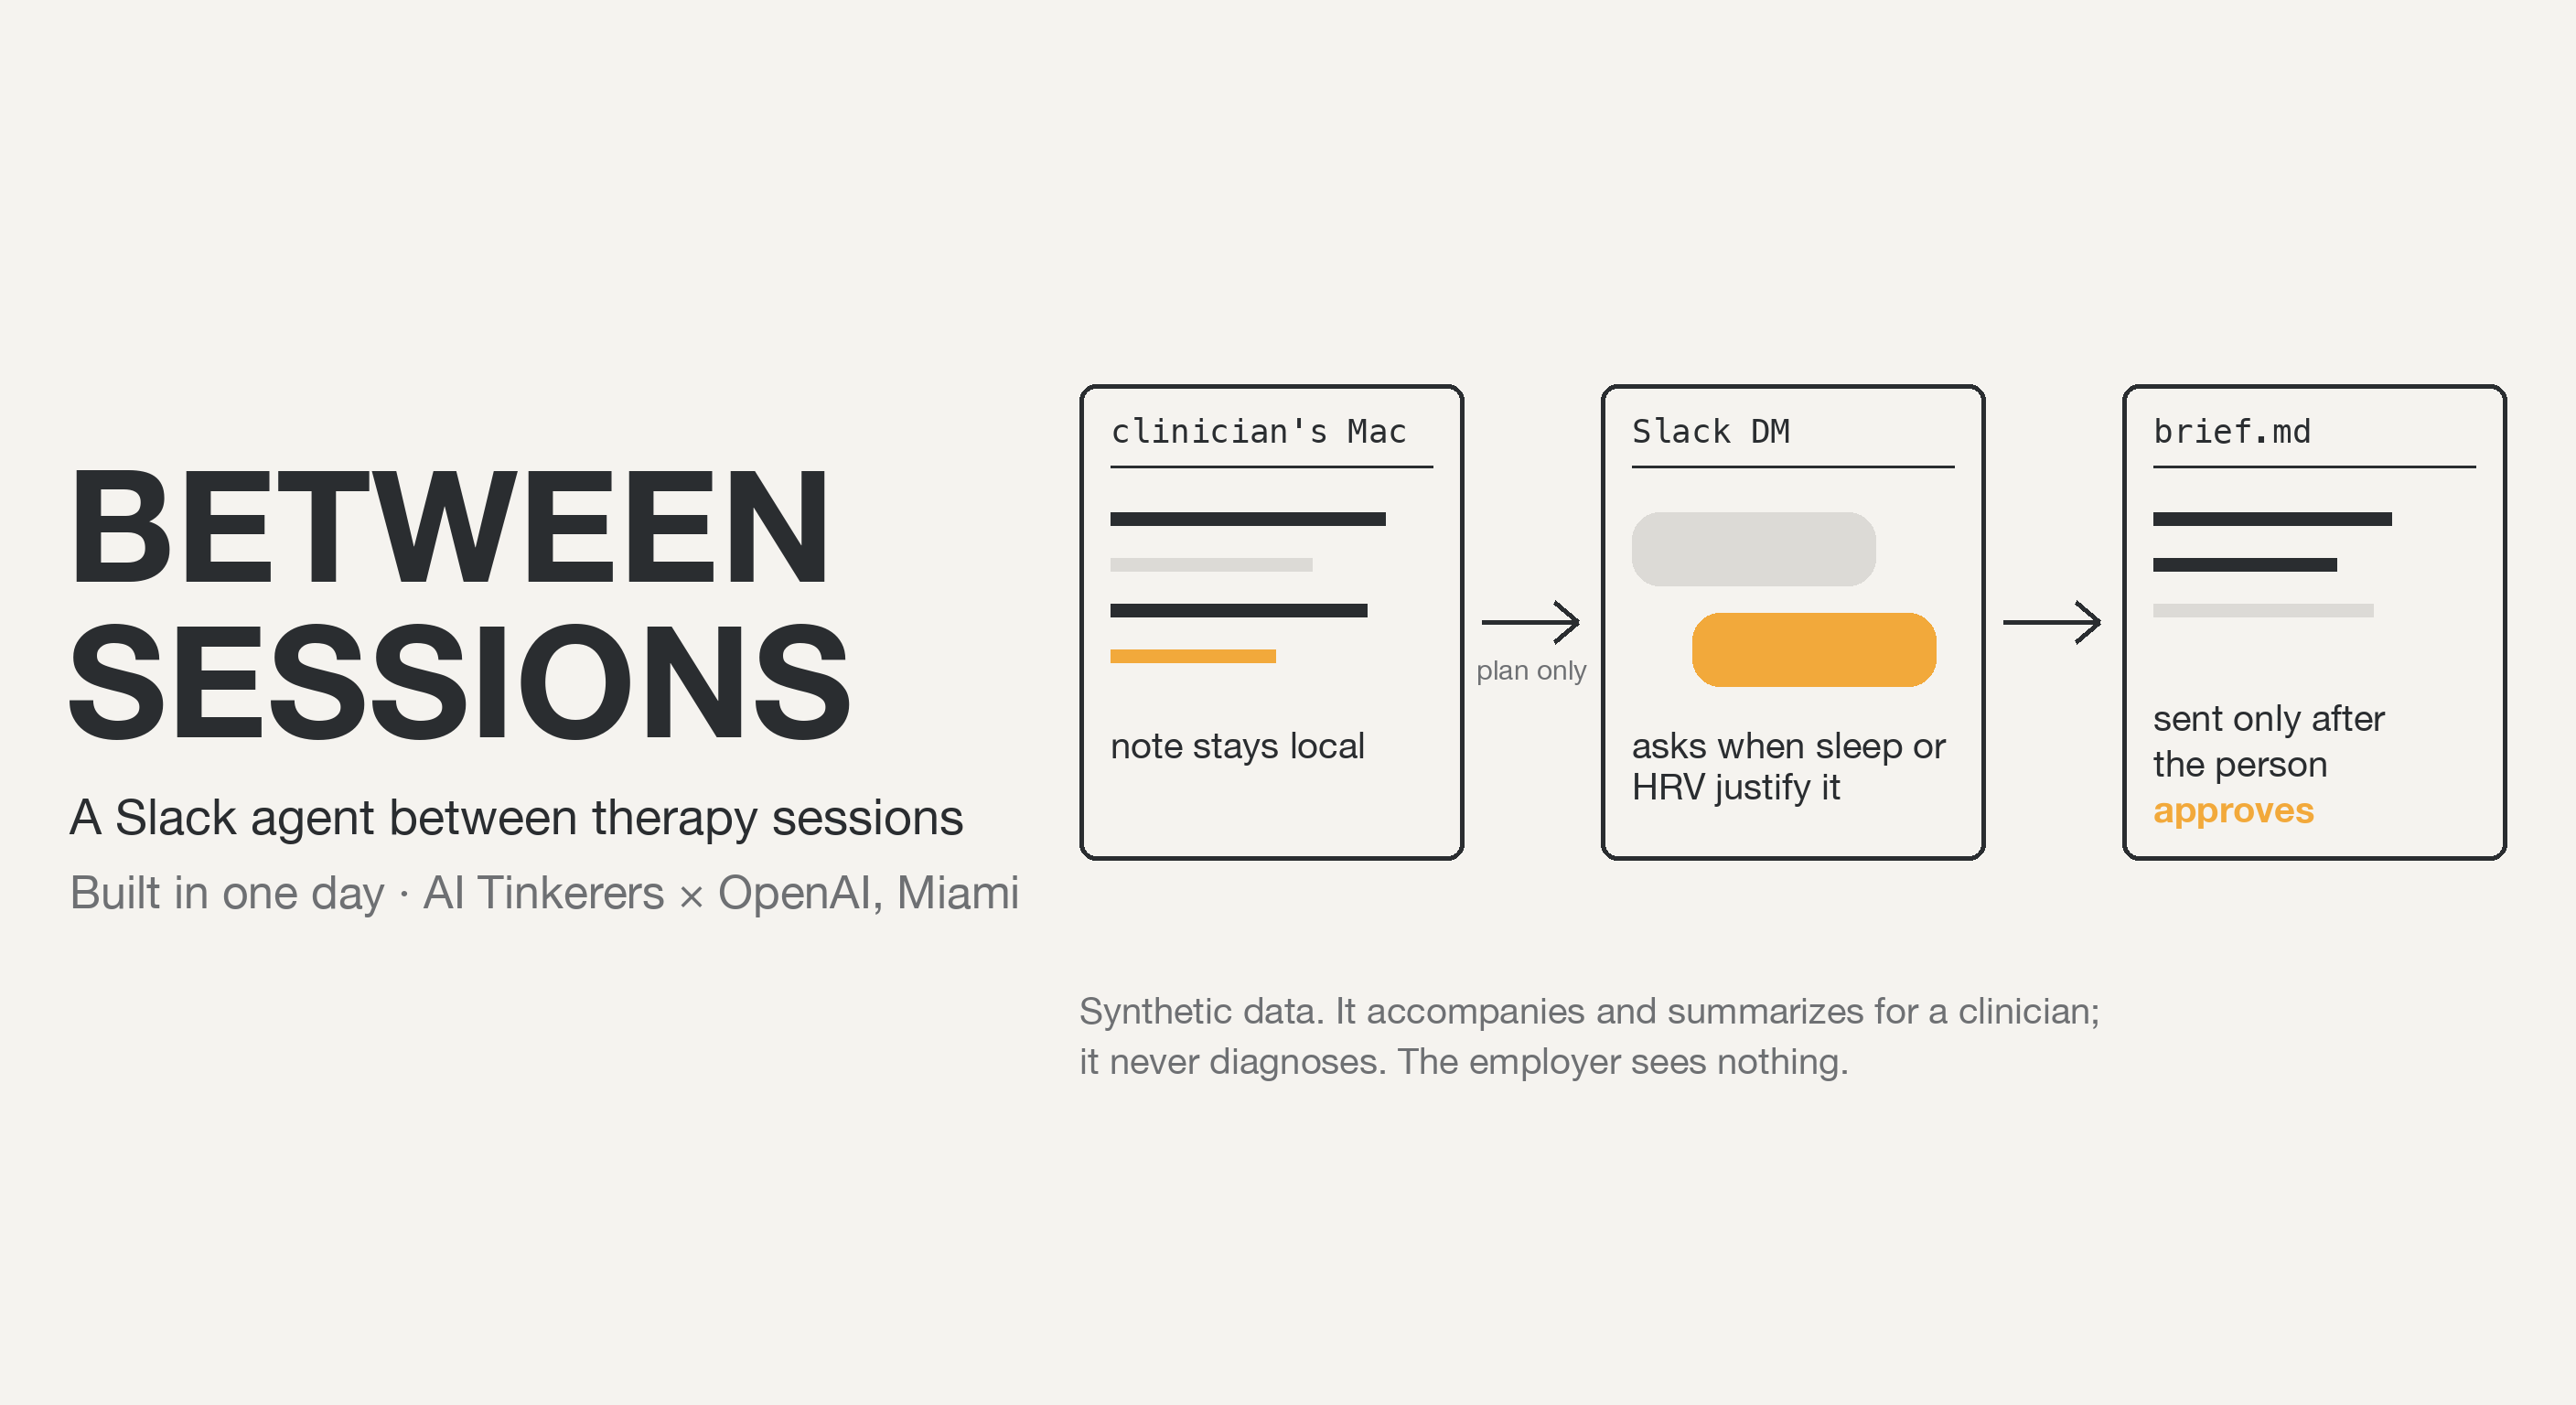 BETWEEN
SESSIONS
A Slack agent between therapy sessions
Built in one day · AI Tinkerers × OpenAI, Miami
clinician's Mac
note stays local
plan only
Slack DM
asks when sleep or
HRV justify it
brief.md
sent only after
the person
approves
Synthetic data. It accompanies and summarizes for a clinician;
it never diagnoses. The employer sees nothing.